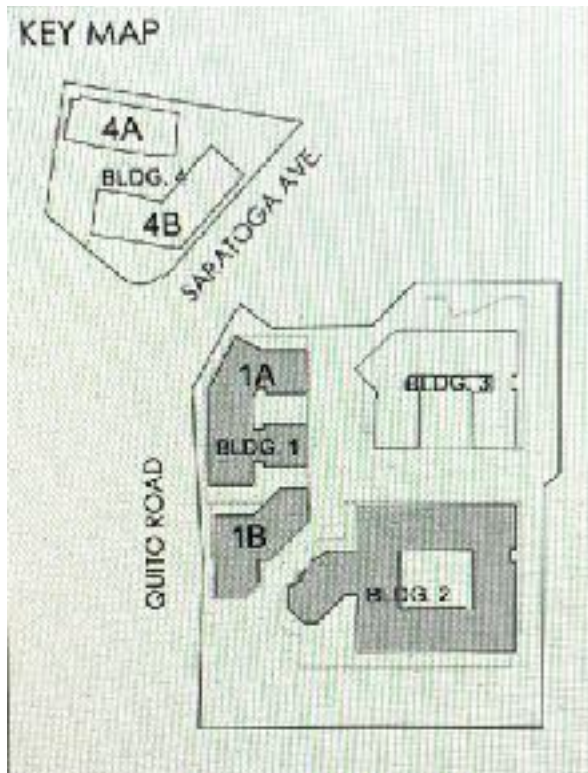 KEY MAP
4A
BLDG. 4
4B
SARATOGA AVE.
1A
BLDG. 3
BLDG. 1
QUITO ROAD
1B
BLDG. 2